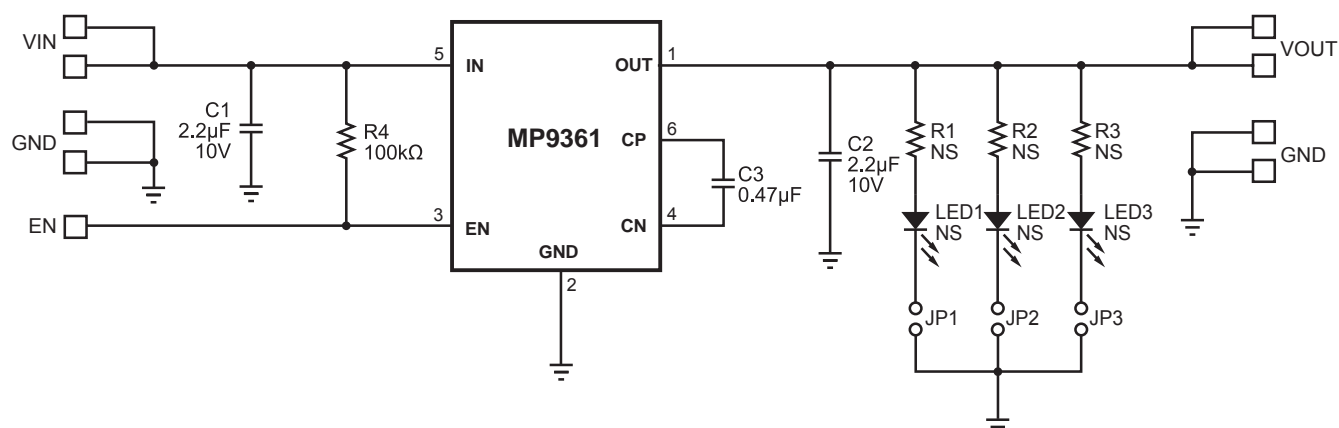 VIN
GND
EN
C1
2.2µF
10V
R4
100kΩ
5
3
IN
EN
MP9361
GND
2
OUT
CP
CN
1
6
4
C3
0.47µF
C2
2.2µF
10V
R1
NS
R2
NS
R3
NS
LED1
NS
LED2
NS
LED3
NS
JP1
JP2
JP3
VOUT
GND